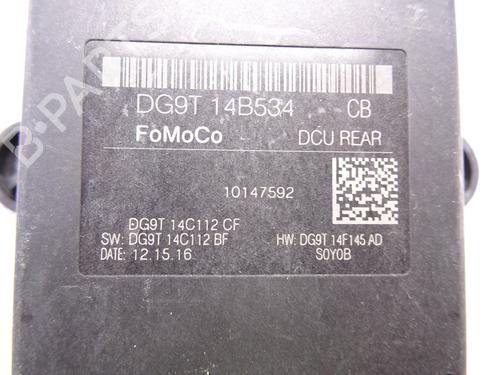 DG9T 14B534 CB
FoMoCo DCU REAR
10147592
DG9T 14C112 CF
SW: DG9T 14C112 BF HW: DG9T 14F145 AD
DATE: 12.15.16 SOYOB
B-PARTS